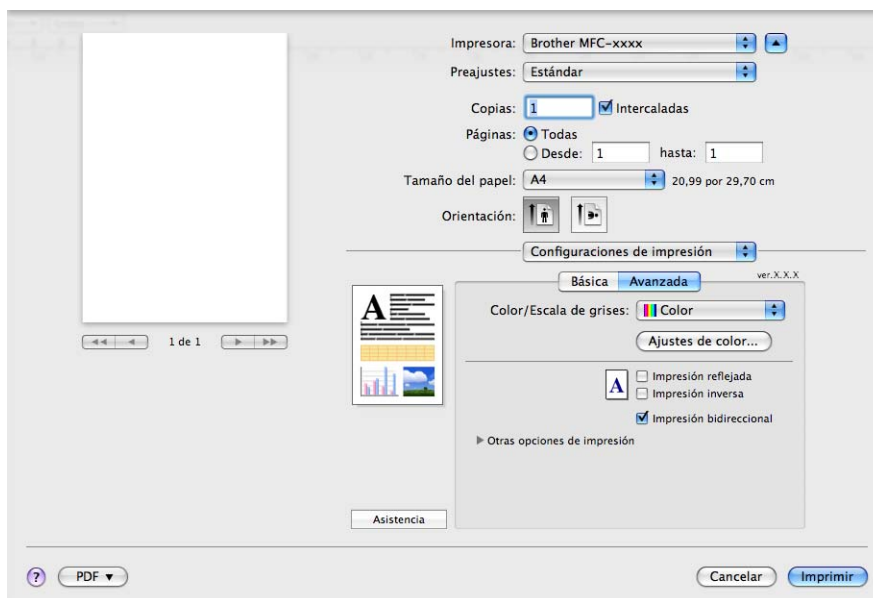 Impresora: Brother MFC-xxxx
Preajustes: Estándar
Copias: 1 Intercaladas
Páginas: Todas
Desde: 1 hasta: 1
Tamaño del papel: A4 20,99 por 29,70 cm
Orientación:
Configuraciones de impresión
Básica Avanzada ver.X.X.X
Color/Escala de grises: Color
1 de 1
Ajustes de color...
A
A
Impresión reflejada
Impresión inversa
Impresión bidireccional
Otras opciones de impresión
Asistencia
? PDF ▼ Cancelar Imprimir